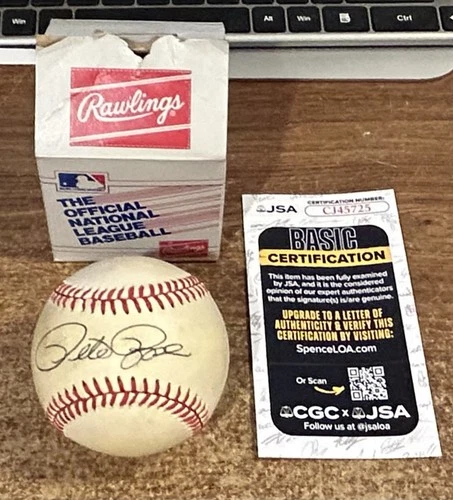 Win
Alt
Win
Ctrl
Rawlings®
THE
OFFICIAL
NATIONAL
LEAGUE
BASEBALL
Rawlings
Pete Rose
JSA
CERTIFICATION NUMBER:
CJ45725
BASIC
CERTIFICATION
This item has been fully examined
by JSA, and it is the considered
opinion of our expert authenticators
that the signature(s) is/are genuine.
UPGRADE TO A LETTER OF
AUTHENTICITY & VERIFY THIS
CERTIFICATION BY VISITING:
SpenceLOA.com
Or Scan
CGC x JSA
Follow us at @jsaloa